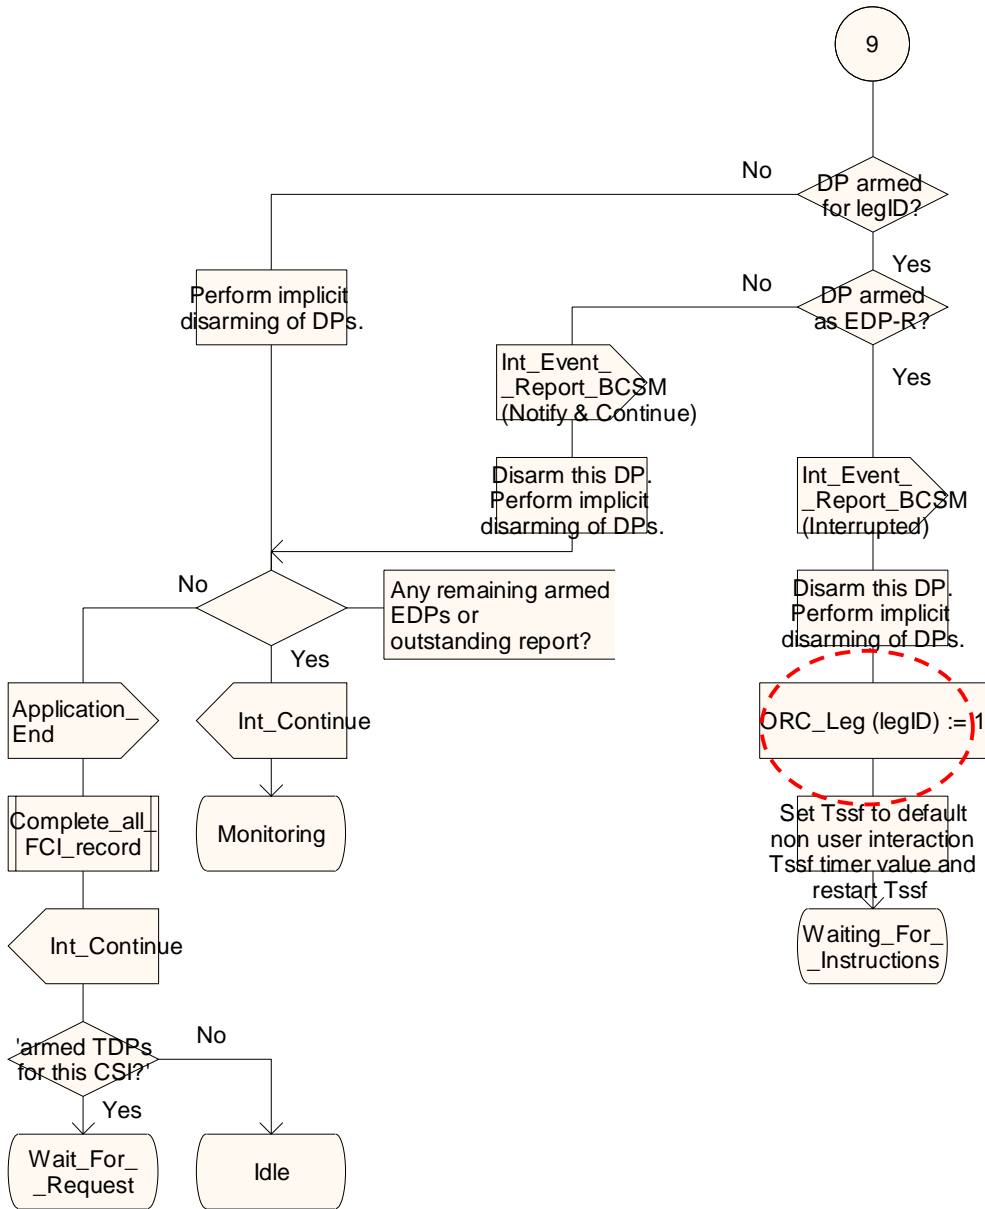 9
No
DP armed
for legID?
Yes
No
DP armed
as EDP-R?
Perform implicit
disarming of DPs.
Yes
Int_Event_
_Report_BCSM
(Notify & Continue)
Disarm this DP.
Perform implicit
disarming of DPs.
Int_Event_
_Report_BCSM
(Interrupted)
No
Any remaining armed
EDPs or
outstanding report?
Yes
Disarm this DP.
Perform implicit
disarming of DPs.
Application_
End
Int_Continue
ORC_Leg (legID) := 1
Complete_all_
FCI_record
Monitoring
Set Tssf to default
non user interaction
Tssf timer value and
restart Tssf
Int_Continue
Waiting_For_
_Instructions
'armed TDPs
for this CSI?'
No
Yes
Wait_For_
_Request
Idle